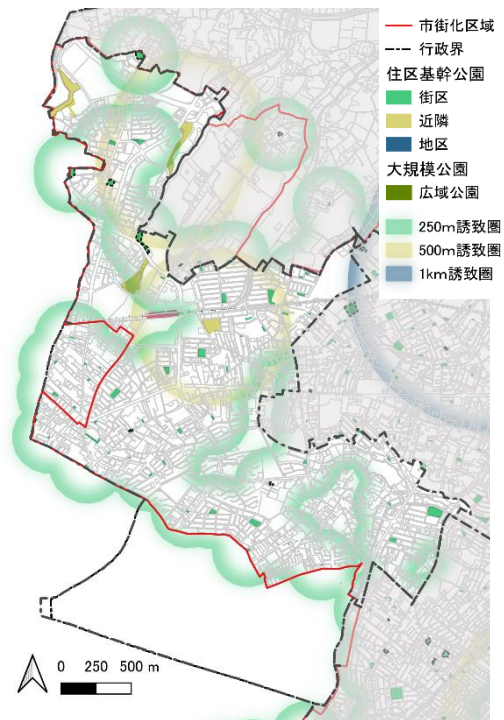 市街化区域
行政界
住区基幹公園
街区
近隣
地区
大規模公園
広域公園
250m誘致圏
500m誘致圏
1km誘致圏
0 250 500 m